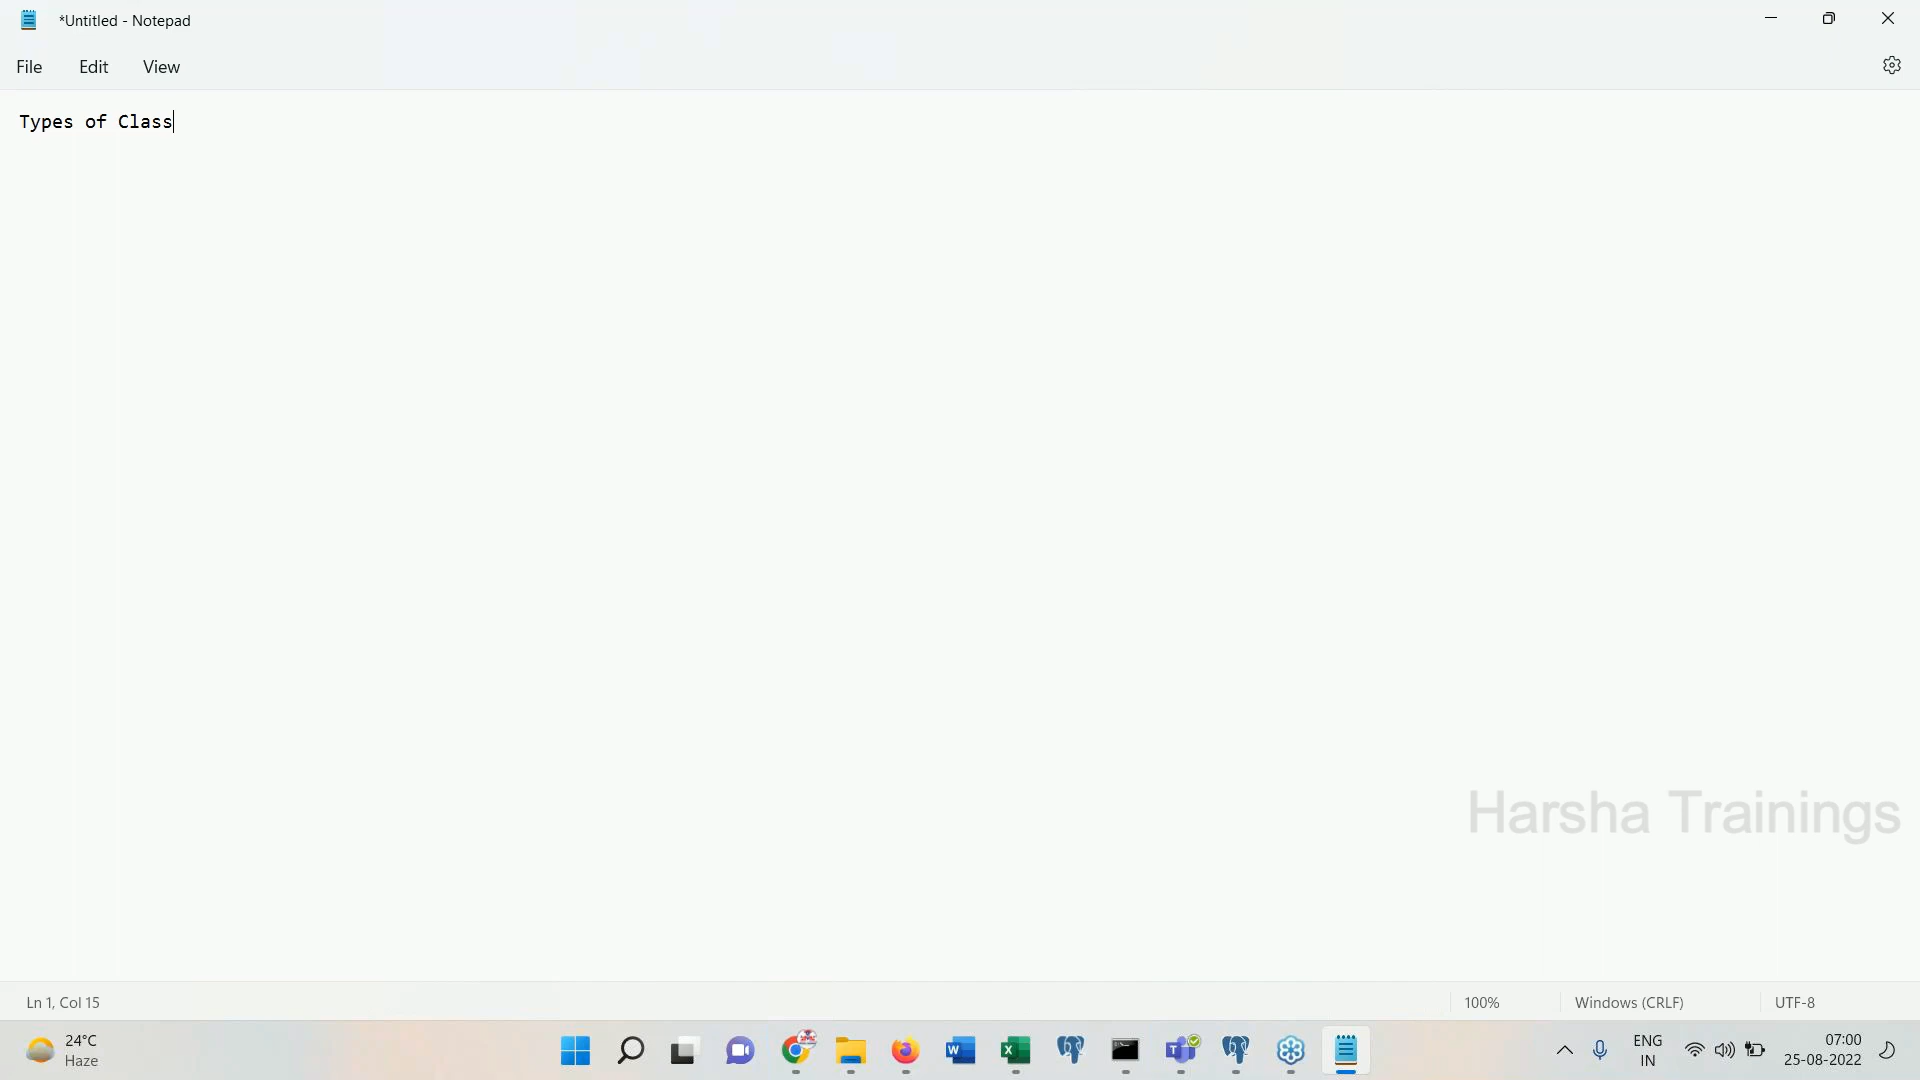 *Untitled - Notepad
File Edit View
Types of Class
Harsha Trainings
Ln 1, Col 15 100% Windows (CRLF) UTF-8
24°C
Haze
ENG
IN
07:00
25-08-2022